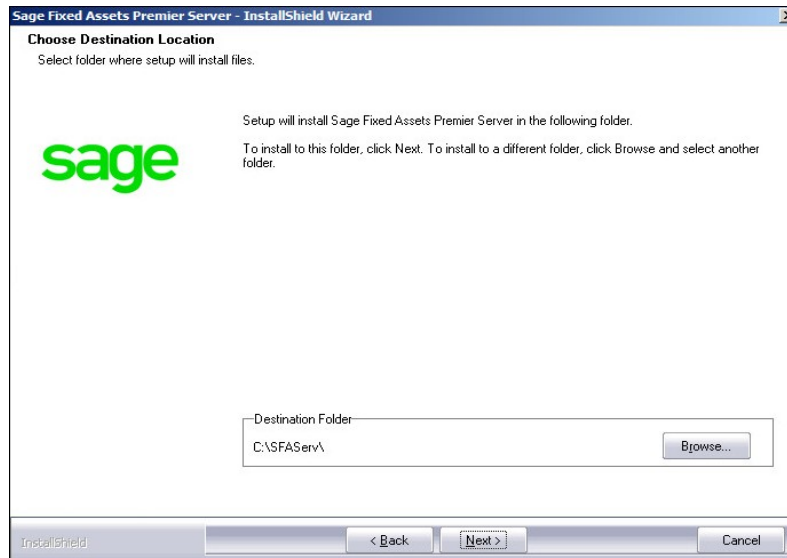 Sage Fixed Assets Premier Server - InstallShield Wizard
Choose Destination Location
Select folder where setup will install files.
sage
Setup will install Sage Fixed Assets Premier Server in the following folder.
To install to this folder, click Next. To install to a different folder, click Browse and select another
folder.
Destination Folder
C:\SFAServ\
Browse...
InstallShield
< Back
Next >
Cancel